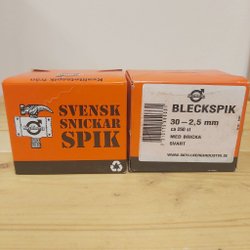 SVENSK
SNICKAR
SPIK
BLECKSPIK
30 – 2,5 mm
ca 250 st
MED BRICKA
SVART